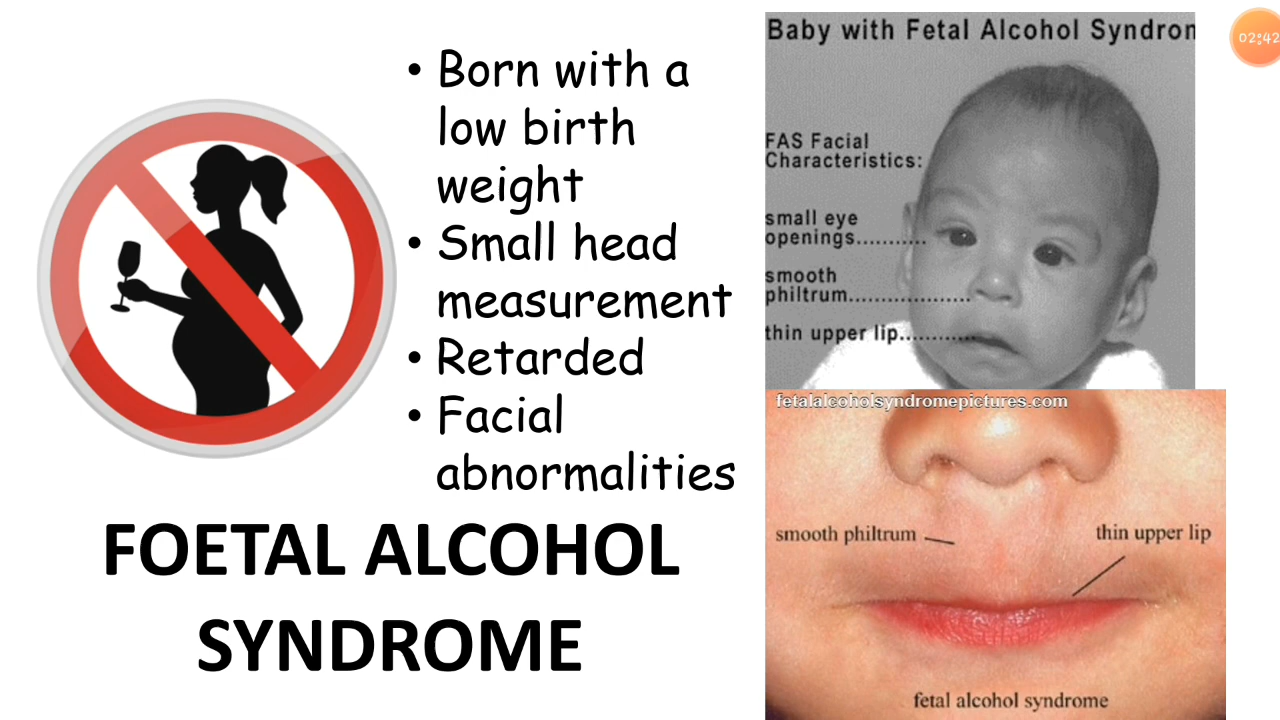 • Born with a
low birth
weight
• Small head
measurement
• Retarded
• Facial
abnormalities
FOETAL ALCOHOL
SYNDROME
Baby with Fetal Alcohol Syndrom
FAS Facial
Characteristics:
small eye
openings...........
smooth
philtrum....................
thin upper lip............
fetalalcoholsyndromepictures.com
smooth philtrum
thin upper lip
fetal alcohol syndrome
02:42